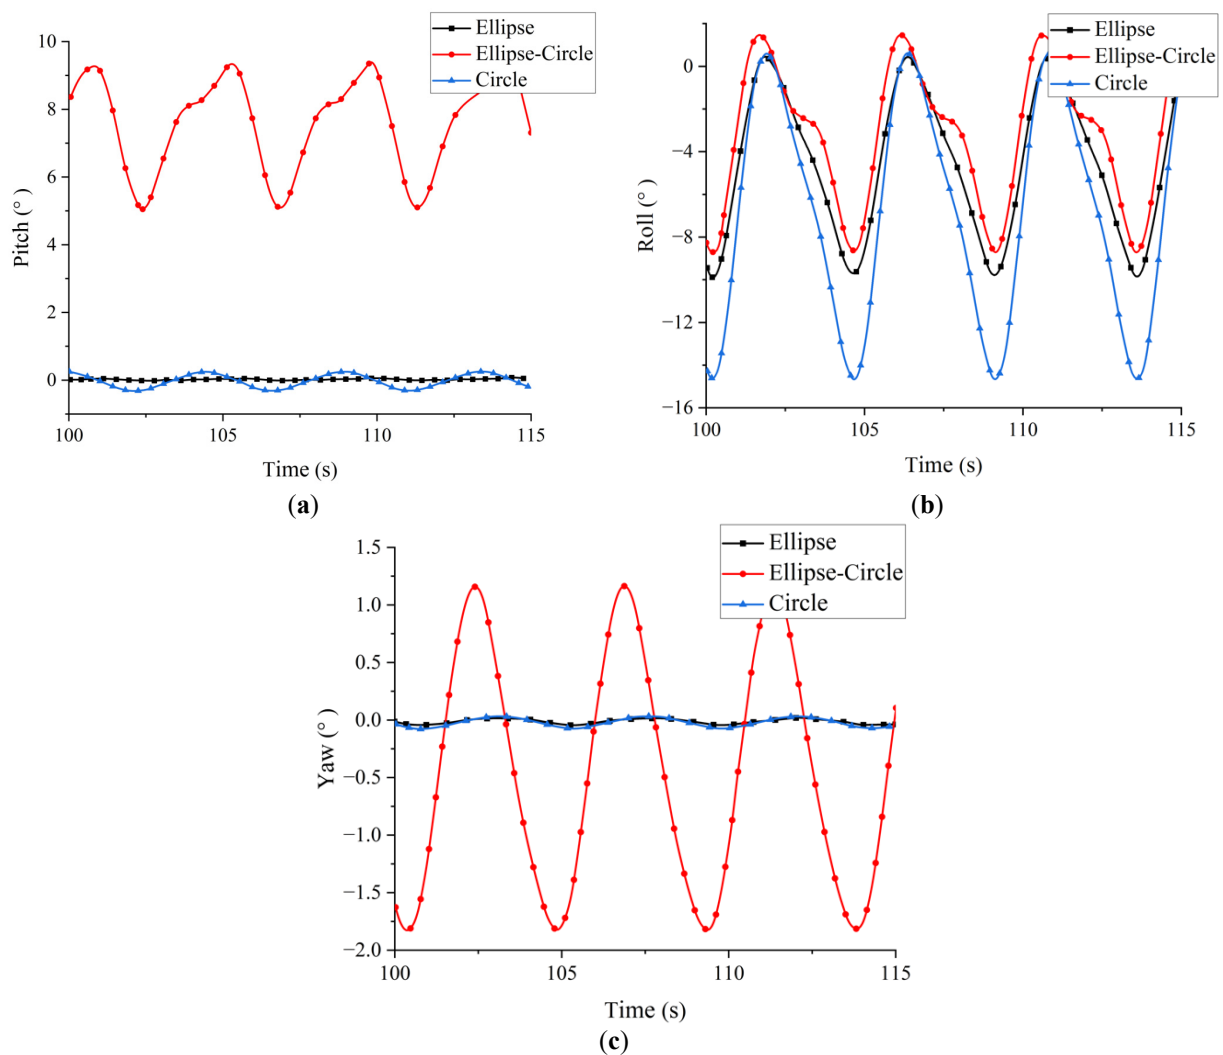 Ellipse
Ellipse-Circle
Circle
10
8
6
4
2
0
Pitch (° )
100
105
110
115
Time (s)
(a)
Ellipse
Ellipse-Circle
Circle
0
−4
−8
−12
−16
Roll (° )
100
105
110
115
Time (s)
(b)
Ellipse
Ellipse-Circle
Circle
1.5
1.0
0.5
0.0
−0.5
−1.0
−1.5
−2.0
Yaw (° )
100
105
110
115
Time (s)
(c)